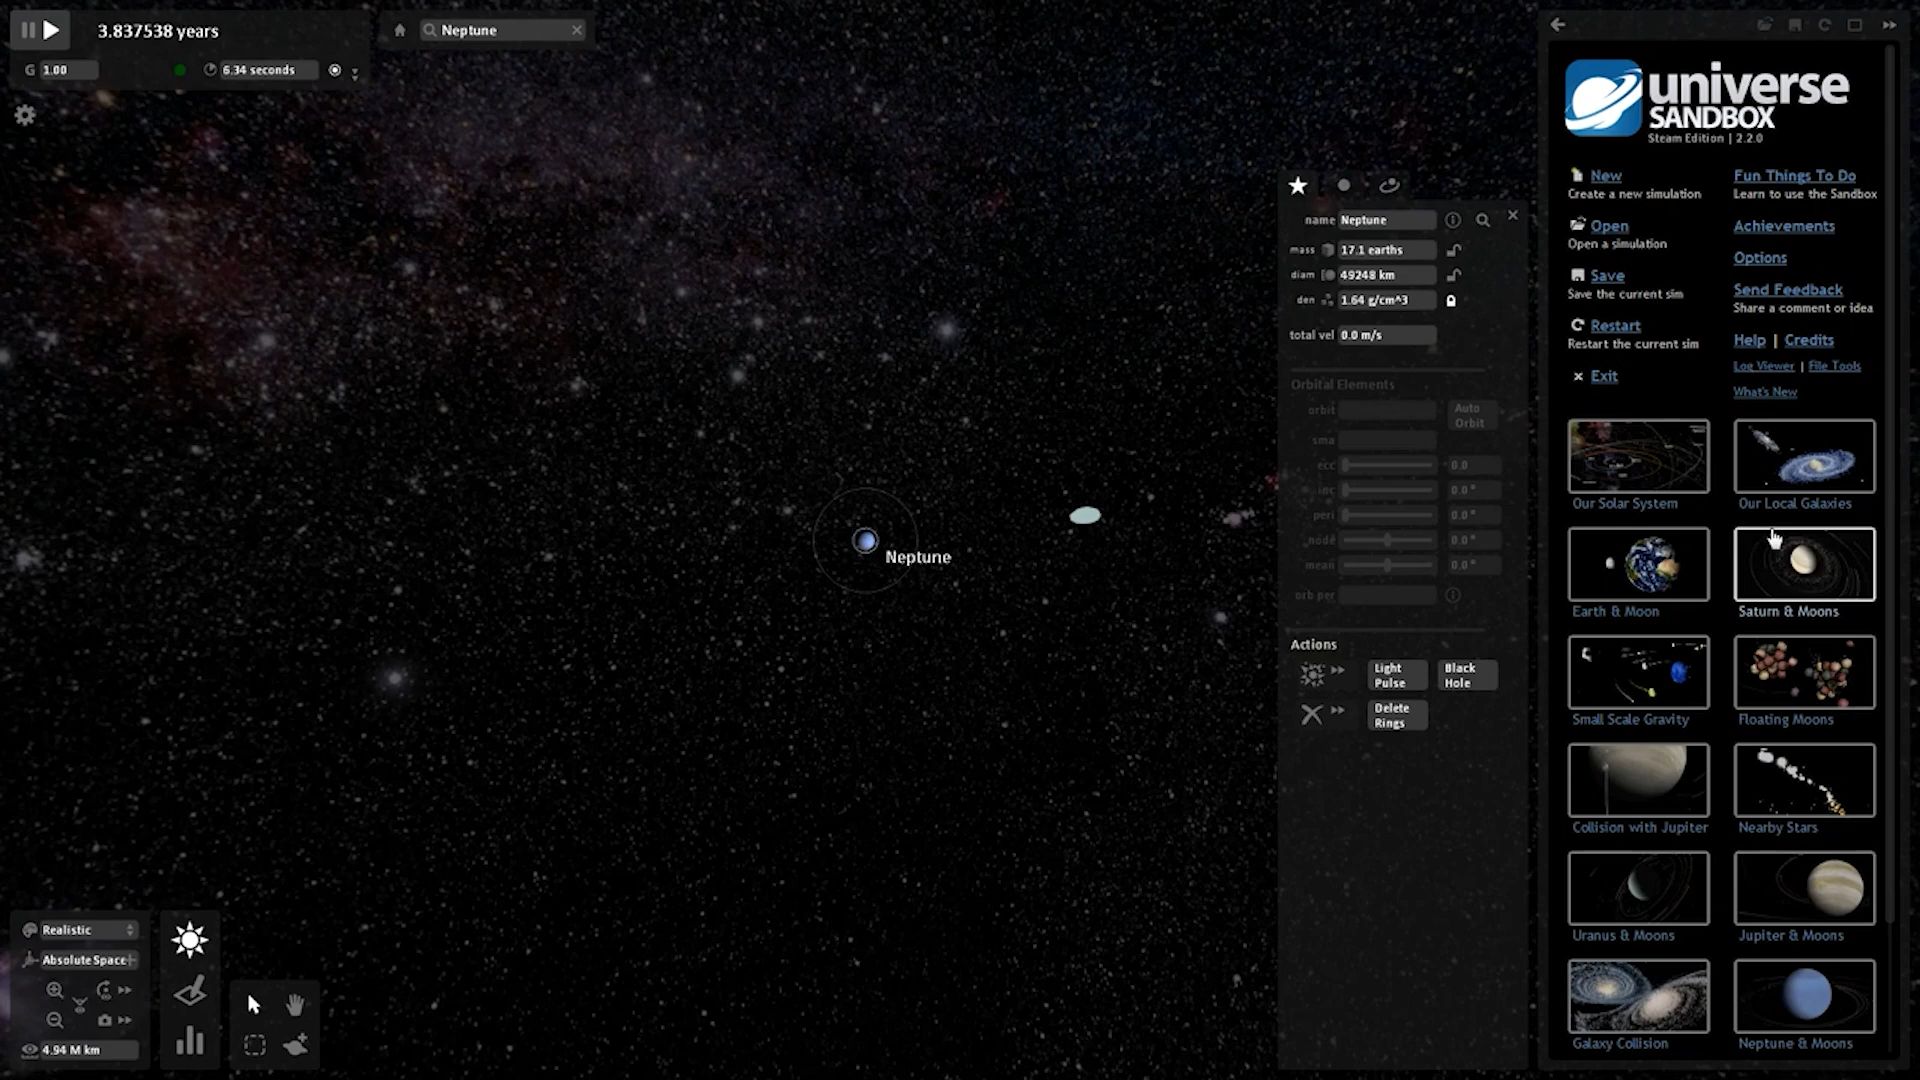 3.837538 years
Neptune
G 1.00
6.34 seconds
Neptune
name Neptune
mass 17.1 earths
diam 49248 km
den 1.64 g/cm^3
total vel 0.0 m/s
Orbital Elements
orbit
Auto Orbit
sma
ecc 0.0
inc 0.0°
peri 0.0°
node 0.0°
mean 0.0°
orb per
Actions
Light Pulse
Black Hole
Delete Rings
universe
SANDBOX
Steam Edition | 2.2.0
New
Create a new simulation
Open
Open a simulation
Save
Save the current sim
Restart
Restart the current sim
Exit
Fun Things To Do
Learn to use the Sandbox
Achievements
Options
Send Feedback
Share a comment or idea
Help | Credits
Log Viewer | File Tools
What's New
Our Solar System
Our Local Galaxies
Earth & Moon
Saturn & Moons
Small Scale Gravity
Floating Moons
Collision with Jupiter
Nearby Stars
Uranus & Moons
Jupiter & Moons
Galaxy Collision
Neptune & Moons
Realistic
Absolute Space
4.94 M km